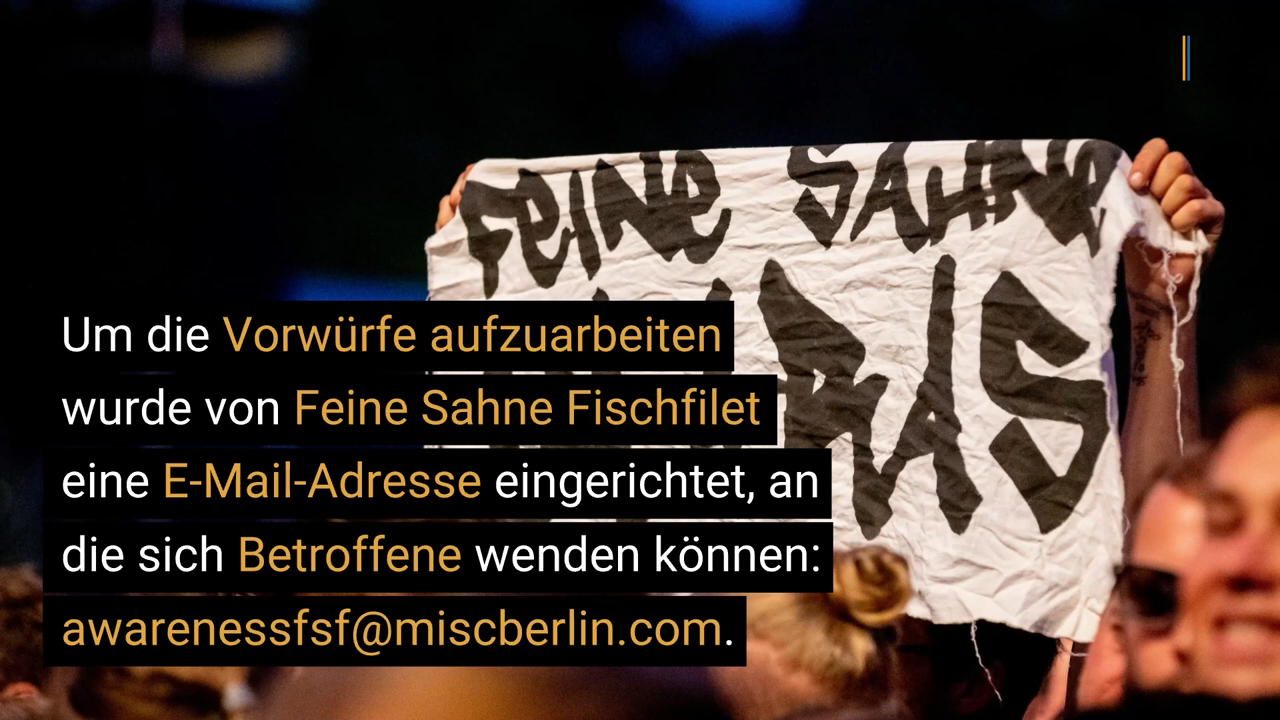 FEINE SAHNE
Um die Vorwürfe aufzuarbeiten
wurde von Feine Sahne Fischfilet
eine E-Mail-Adresse eingerichtet, an
die sich Betroffene wenden können:
awarenessfsf@miscberlin.com.